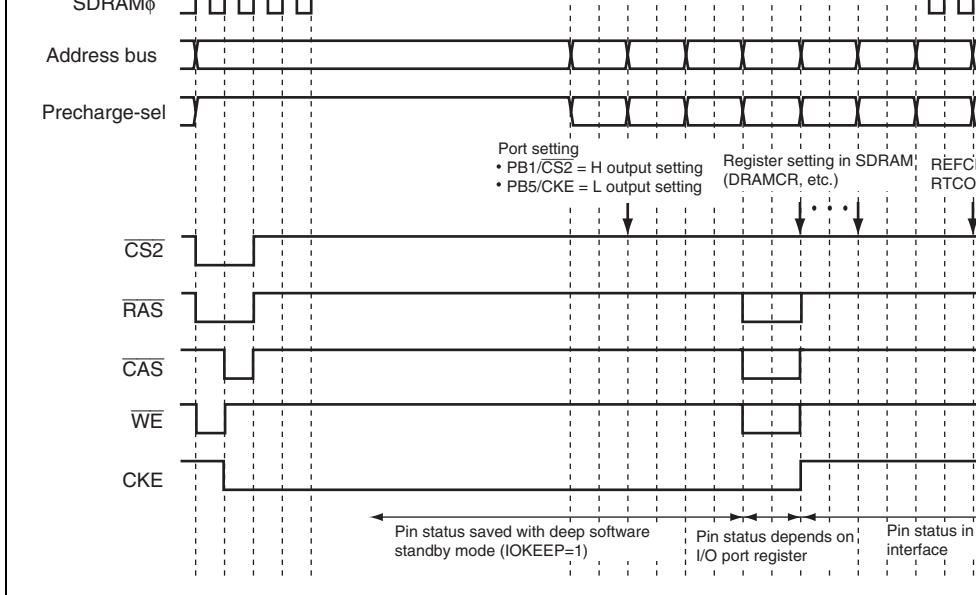 SDRAMϕ
Address bus
Precharge-sel
Port setting
• PB1/CS2 = H output setting
• PB5/CKE = L output setting
Register setting in SDRAM
(DRAMCR, etc.)
CS2
RAS
CAS
WE
CKE
Pin status saved with deep software
standby mode (IOKEEP=1)
Pin status depends on
I/O port register
Pin status in
interface